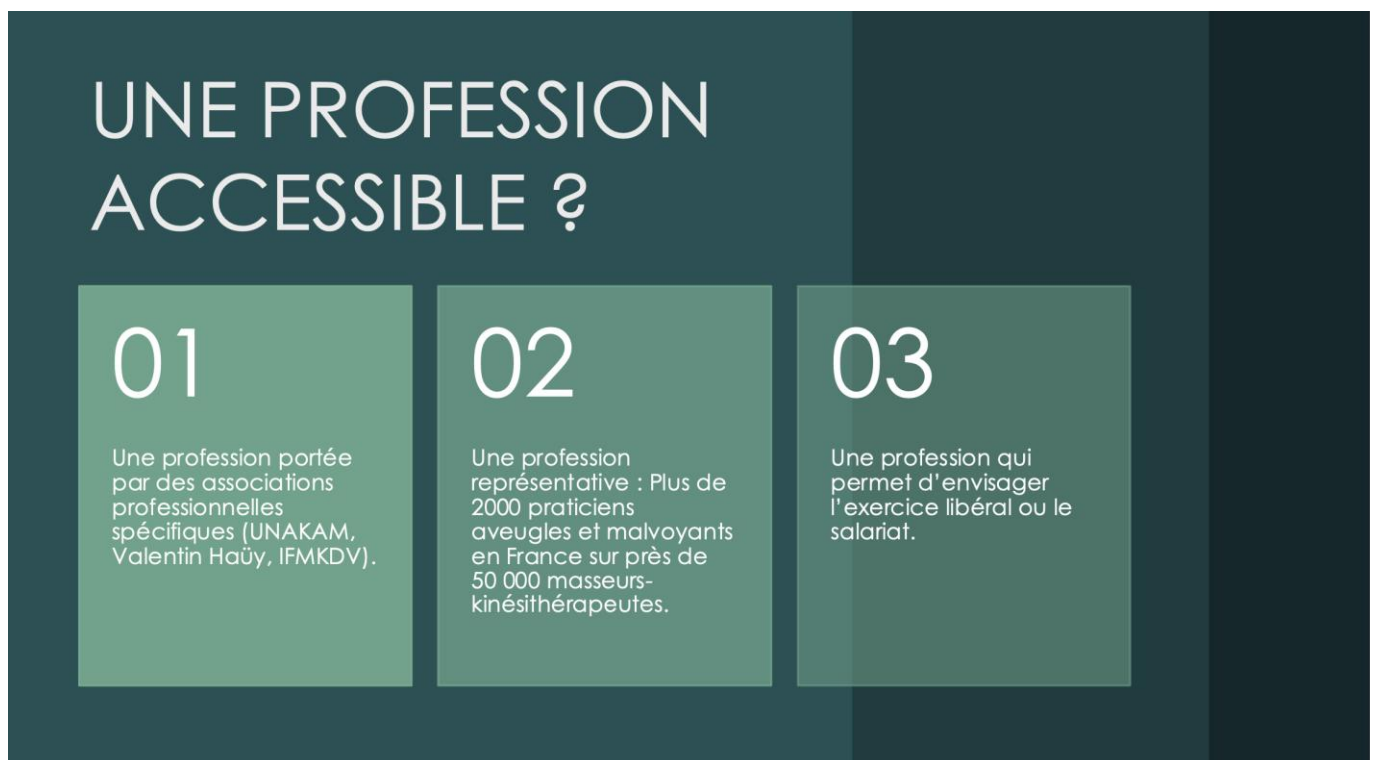 UNE PROFESSION
ACCESSIBLE ?
01
Une profession portée
par des associations
professionnelles
spécifiques (UNAKAM,
Valentin Haüy, IFMKDV).
02
Une profession
représentative : Plus de
2000 praticiens
aveugles et malvoyants
en France sur près de
50 000 masseurs-
kinésithérapeutes.
03
Une profession qui
permet d’envisager
l’exercice libéral ou le
salariat.